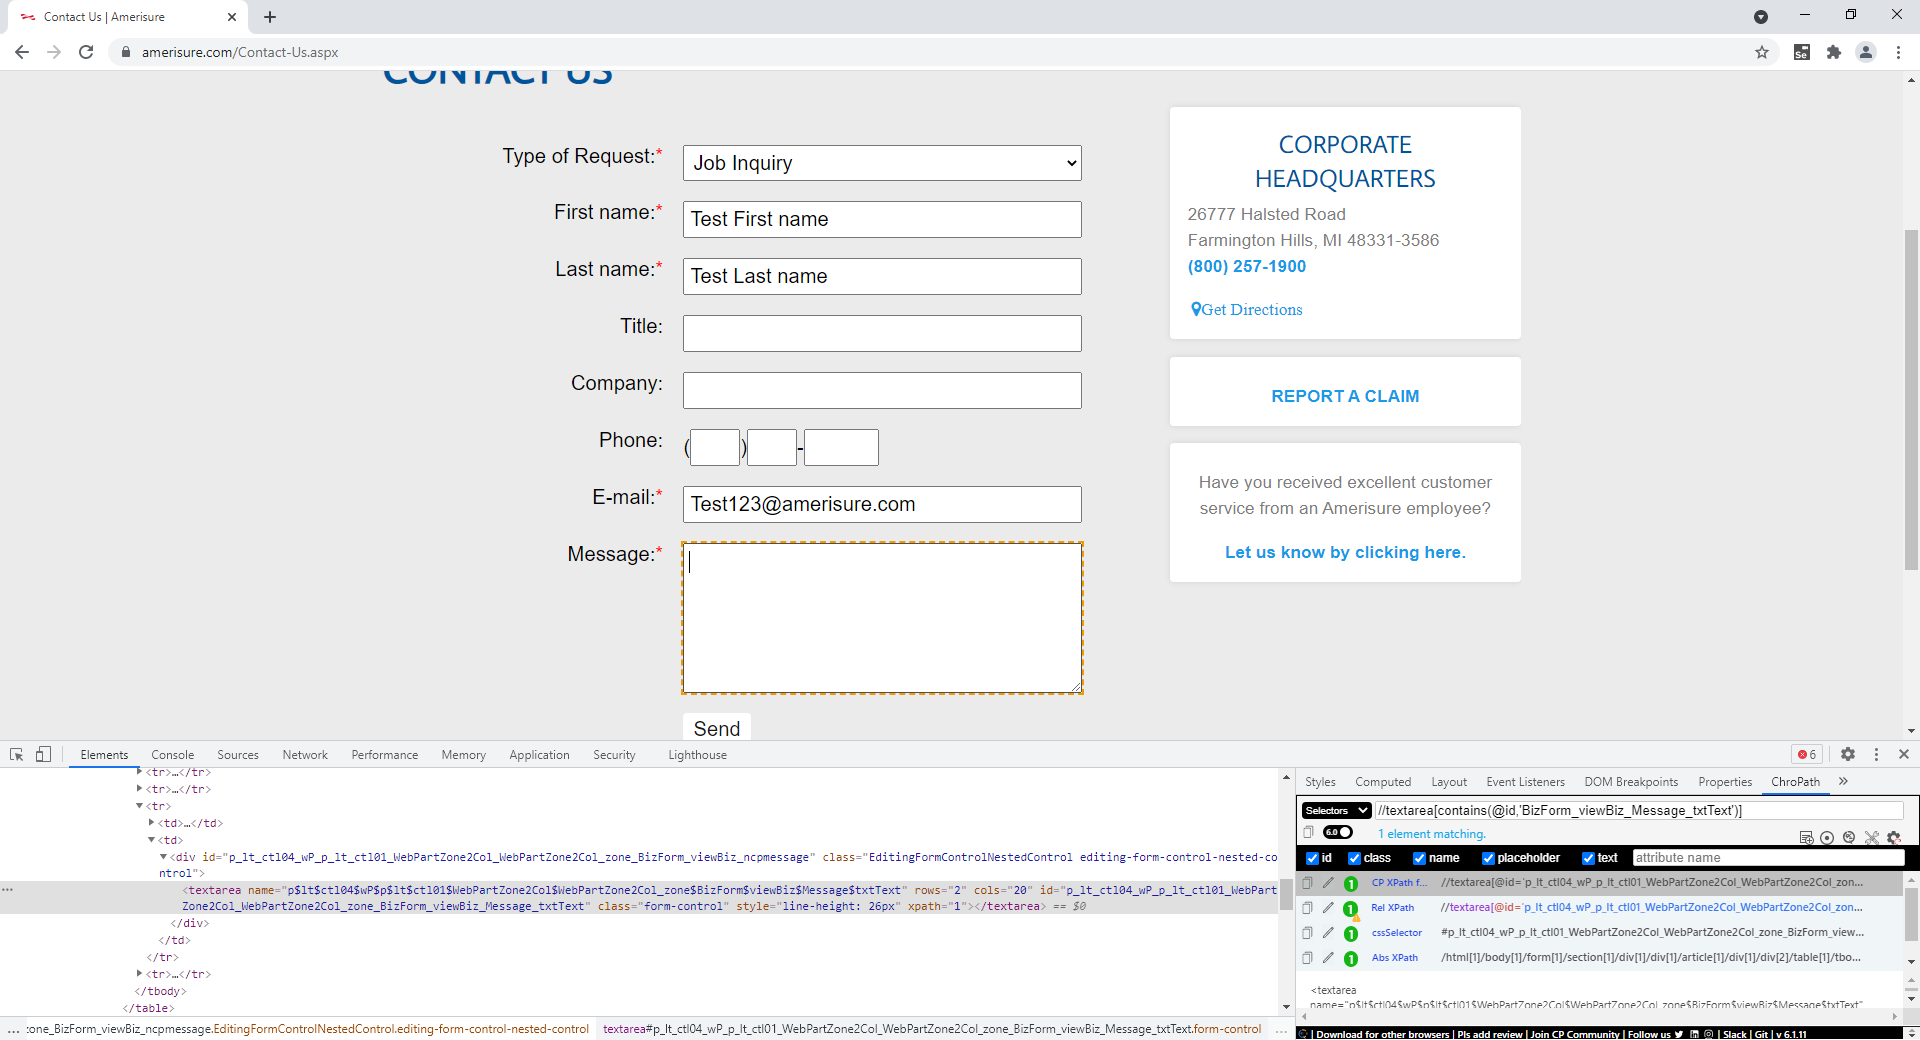 Contact Us | Amerisure
amerisure.com/Contact-Us.aspx
CONTACT US
Type of Request:*
Job Inquiry
First name:*
Test First name
Last name:*
Test Last name
Title:
Company:
Phone:
( ) -
E-mail:*
Test123@amerisure.com
Message:*
Send
CORPORATE
HEADQUARTERS
26777 Halsted Road
Farmington Hills, MI 48331-3586
(800) 257-1900
Get Directions
REPORT A CLAIM
Have you received excellent customer
service from an Amerisure employee?
Let us know by clicking here.
Elements Console Sources Network Performance Memory Application Security Lighthouse 6
<tr>…</tr>
<tr>…</tr>
<tr>
<td>…</td>
<td>
<div id="p_lt_ctl04_wP_p_lt_ctl01_WebPartZone2Col_WebPartZone2Col_zone_BizForm_viewBiz_ncpmessage" class="EditingFormControlNestedControl editing-form-control-nested-co
ntrol">
<textarea name="p$lt$ctl04$wP$p$lt$ctl01$WebPartZone2Col$WebPartZone2Col_zone$BizForm$viewBiz$Message$txtText" rows="2" cols="20" id="p_lt_ctl04_wP_p_lt_ctl01_WebPart
Zone2Col_WebPartZone2Col_zone_BizForm_viewBiz_Message_txtText" class="form-control" style="line-height: 26px" xpath="1"></textarea> == $0
</div>
</td>
</tr>
<tr>…</tr>
</tbody>
</table>
... zone_BizForm_viewBiz_ncpmessage.EditingFormControlNestedControl.editing-form-control-nested-control textarea#p_lt_ctl04_wP_p_lt_ctl01_WebPartZone2Col_WebPartZone2Col_zone_BizForm_viewBiz_Message_txtText.form-control ...
Styles Computed Layout Event Listeners DOM Breakpoints Properties ChroPath »
Selectors //textarea[contains(@id,'BizForm_viewBiz_Message_txtText')]
6.0 1 element matching.
id class name placeholder text attribute name
1 CP XPath f... //textarea[@id='p_lt_ctl04_wP_p_lt_ctl01_WebPartZone2Col_WebPartZone2Col_zon...
1 Rel XPath //textarea[@id='p_lt_ctl04_wP_p_lt_ctl01_WebPartZone2Col_WebPartZone2Col_zon...
1 cssSelector #p_lt_ctl04_wP_p_lt_ctl01_WebPartZone2Col_WebPartZone2Col_zone_BizForm_view...
1 Abs XPath /html[1]/body[1]/form[1]/section[1]/div[1]/div[1]/article[1]/div[1]/div[2]/table[1]/tbo...
<textarea
name="p$lt$ctl04$wP$p$lt$ctl01$WebPartZone2Col$WebPartZone2Col_zone$BizForm$viewBiz$Message$txtText"
| Download for other browsers | Pls add review | Join CP Community | Follow us | Slack | Git | v 6.1.11